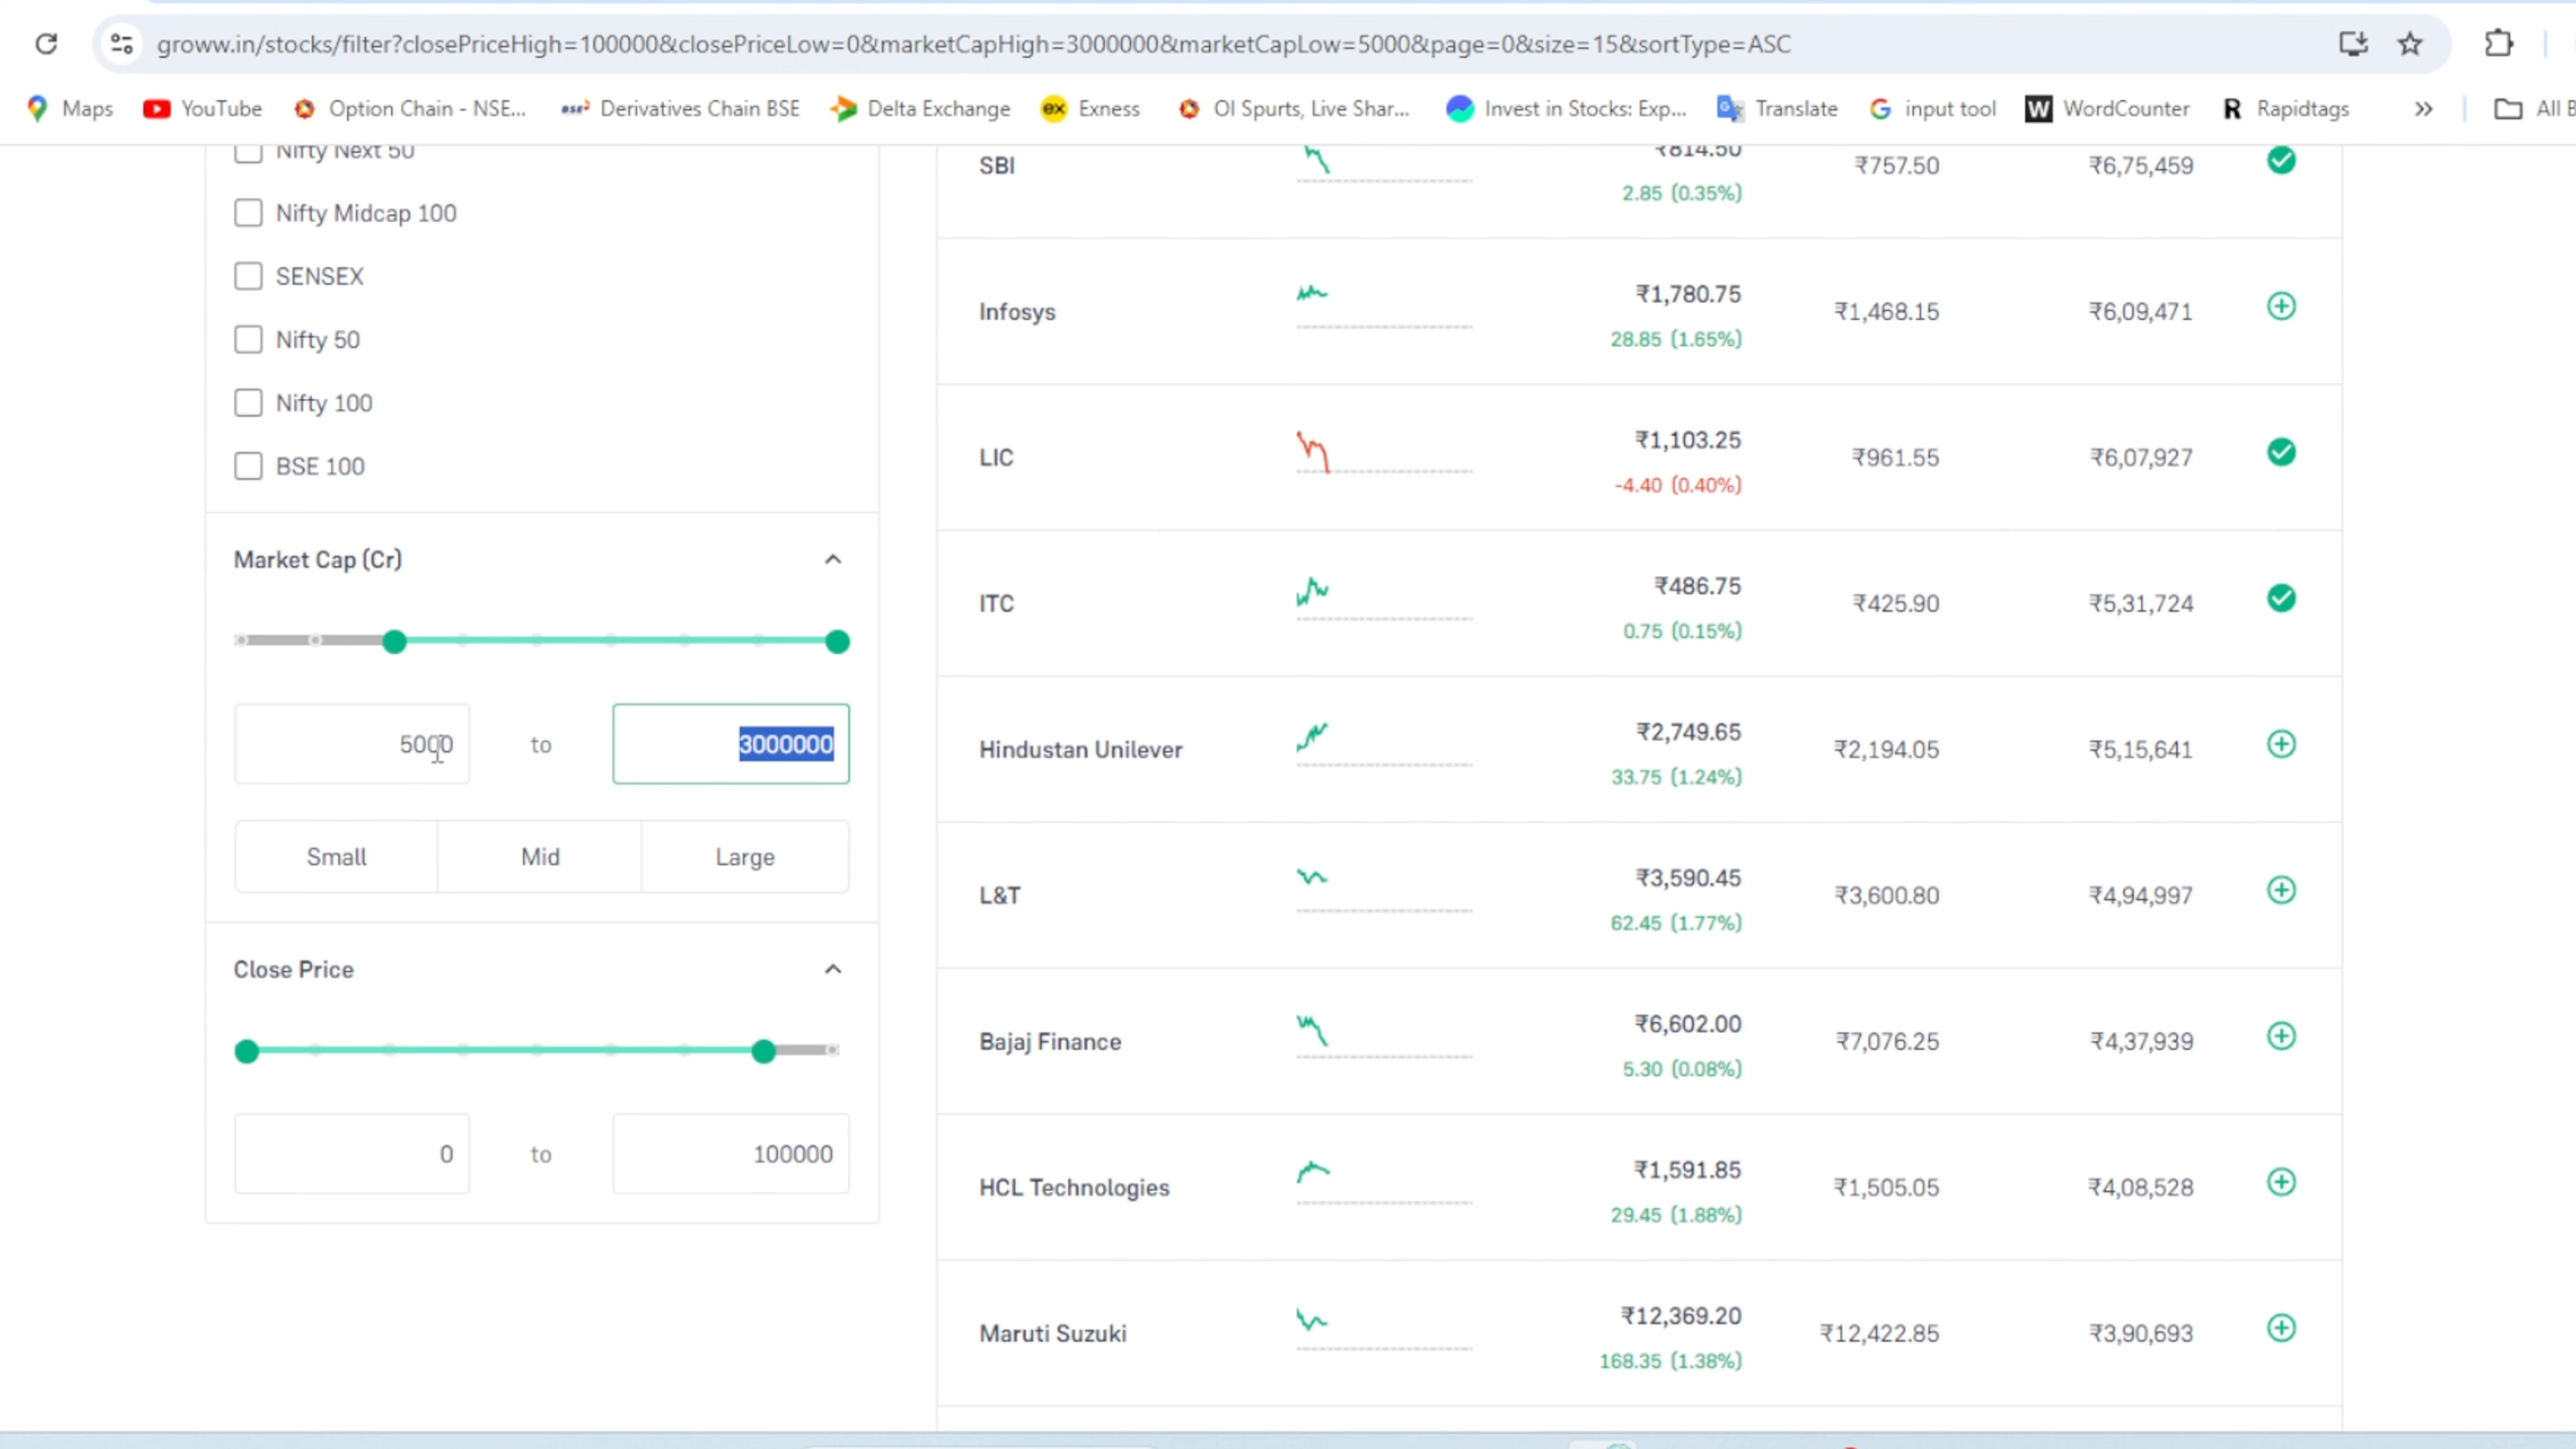 groww.in/stocks/filter?closePriceHigh=100000&closePriceLow=0&marketCapHigh=3000000&marketCapLow=5000&page=0&size=15&sortType=ASC
Maps YouTube Option Chain - NSE... Derivatives Chain BSE Delta Exchange ex Exness OI Spurts, Live Shar... Invest in Stocks: Exp... Translate G input tool W WordCounter R Rapidtags » All B
Nifty Next 50
Nifty Midcap 100
SENSEX
Nifty 50
Nifty 100
BSE 100
Market Cap (Cr)
5000 to 3000000
Small Mid Large
Close Price
0 to 100000
SBI ₹814.50 ₹757.50 ₹6,75,459
2.85 (0.35%)
Infosys ₹1,780.75 ₹1,468.15 ₹6,09,471
28.85 (1.65%)
LIC ₹1,103.25 ₹961.55 ₹6,07,927
-4.40 (0.40%)
ITC ₹486.75 ₹425.90 ₹5,31,724
0.75 (0.15%)
Hindustan Unilever ₹2,749.65 ₹2,194.05 ₹5,15,641
33.75 (1.24%)
L&T ₹3,590.45 ₹3,600.80 ₹4,94,997
62.45 (1.77%)
Bajaj Finance ₹6,602.00 ₹7,076.25 ₹4,37,939
5.30 (0.08%)
HCL Technologies ₹1,591.85 ₹1,505.05 ₹4,08,528
29.45 (1.88%)
Maruti Suzuki ₹12,369.20 ₹12,422.85 ₹3,90,693
168.35 (1.38%)